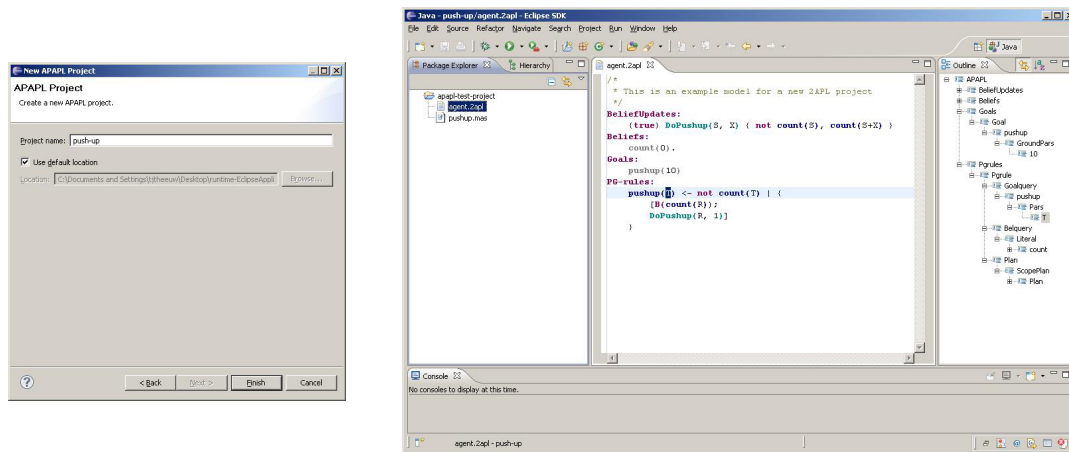 New APAPL Project
APAPL Project
Create a new APAPL project.
Project name: push-up
Use default location
Location: C:\Documents and Settings\tjtheeuw\Desktop\runtime-EclipseAppli Browse...
< Back Next > Finish Cancel
Java - push-up/agent.2apl - Eclipse SDK
File Edit Source Refactor Navigate Search Project Run Window Help
Java
Package Explorer Hierarchy
apapl-test-project
agent.2apl
pushup.mas
agent.2apl
/*
* This is an example model for a new 2APL project
*/
BeliefUpdates:
{true} DoPushup(S, X) { not count(S), count(S+X) }
Beliefs:
count(0).
Goals:
pushup(10)
PG-rules:
pushup(T) <- not count(T) | {
[B(count(R));
DoPushup(R, 1)]
}
Outline
APAPL
BeliefUpdates
Beliefs
Goals
Goal
pushup
GroundPars
10
Pgrules
Pgrule
Goalquery
pushup
Pars
T
Belquery
Literal
count
Plan
ScopePlan
Plan
Console
No consoles to display at this time.
agent.2apl - push-up